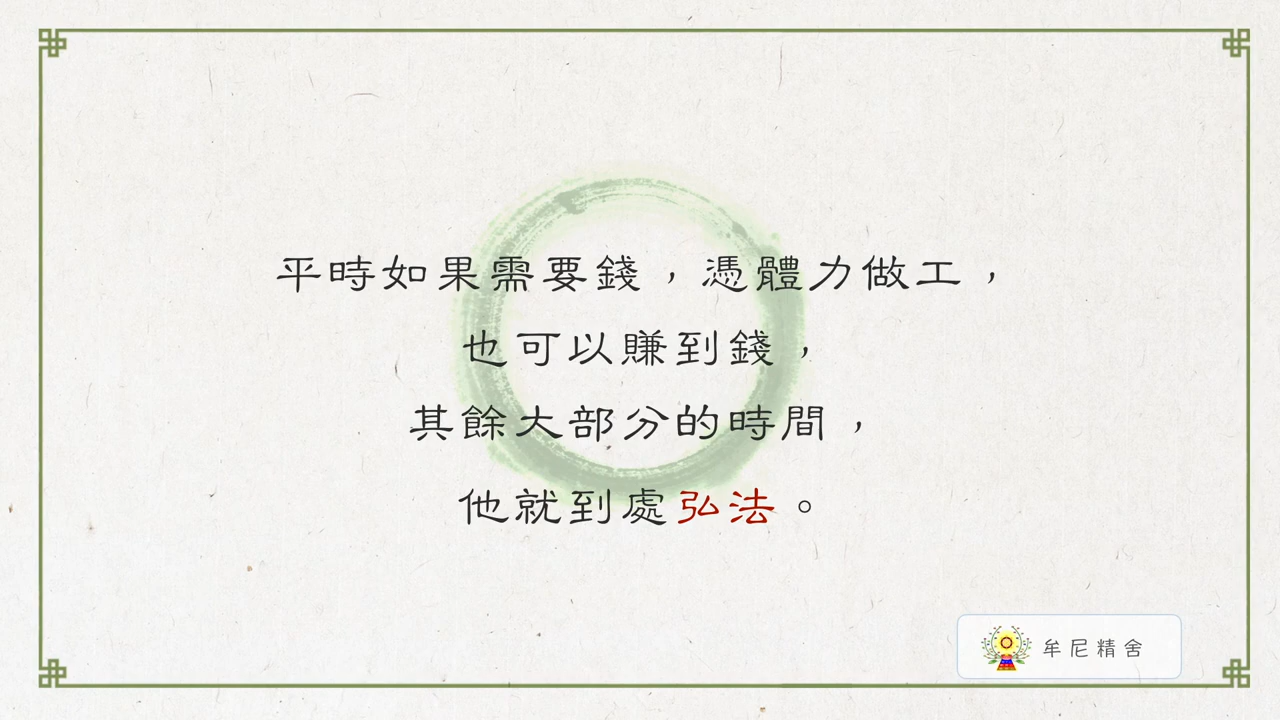 平時如果需要錢，憑體力做工，
也可以賺到錢，
其餘大部分的時間，
他就到處弘法。
牟尼精舍